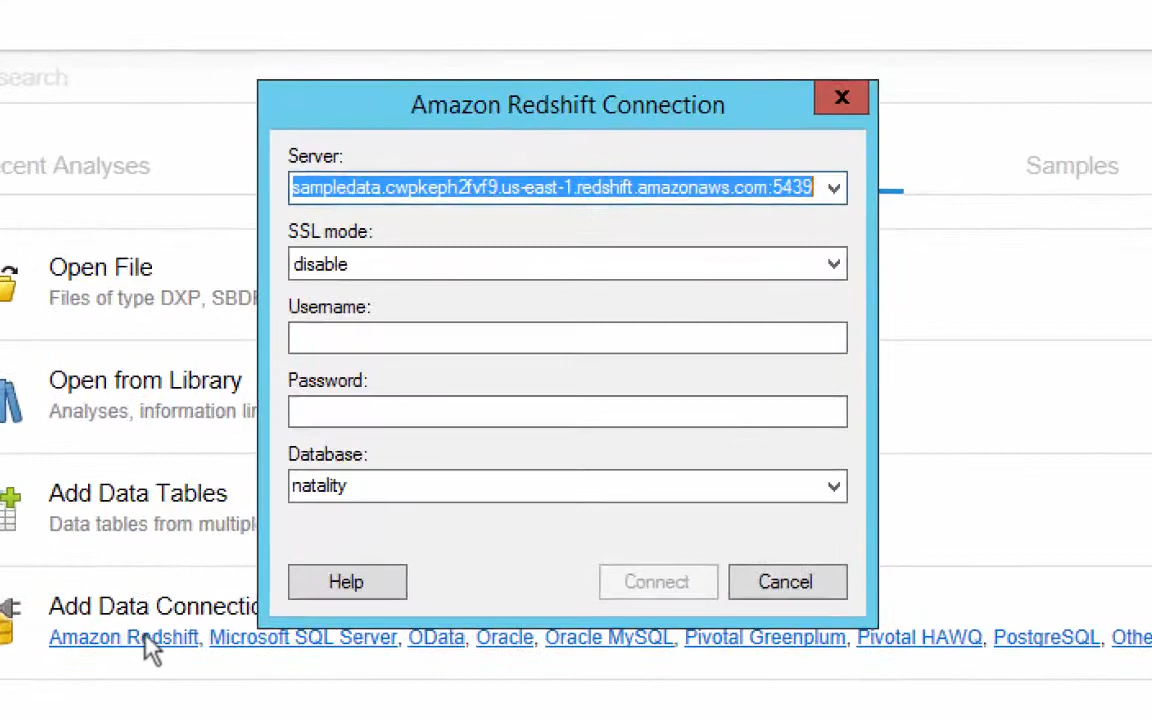 search
Amazon Redshift Connection
x
ecent Analyses
Samples
Server:
sampledata.cwpkeph2fvf9.us-east-1.redshift.amazonaws.com:5439
SSL mode:
disable
Open File
Files of type DXP, SBDF
Username:
Password:
Open from Library
Analyses, information lin
Database:
natality
Add Data Tables
Data tables from multiple
Help
Connect
Cancel
Add Data Connectio
Amazon Redshift, Microsoft SQL Server, OData, Oracle, Oracle MySQL, Pivotal Greenplum, Pivotal HAWQ, PostgreSQL, Othe